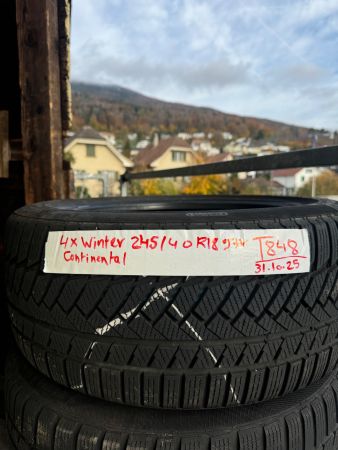 4x Winter 245/40 R18 97V T848
Continental 31.10.25